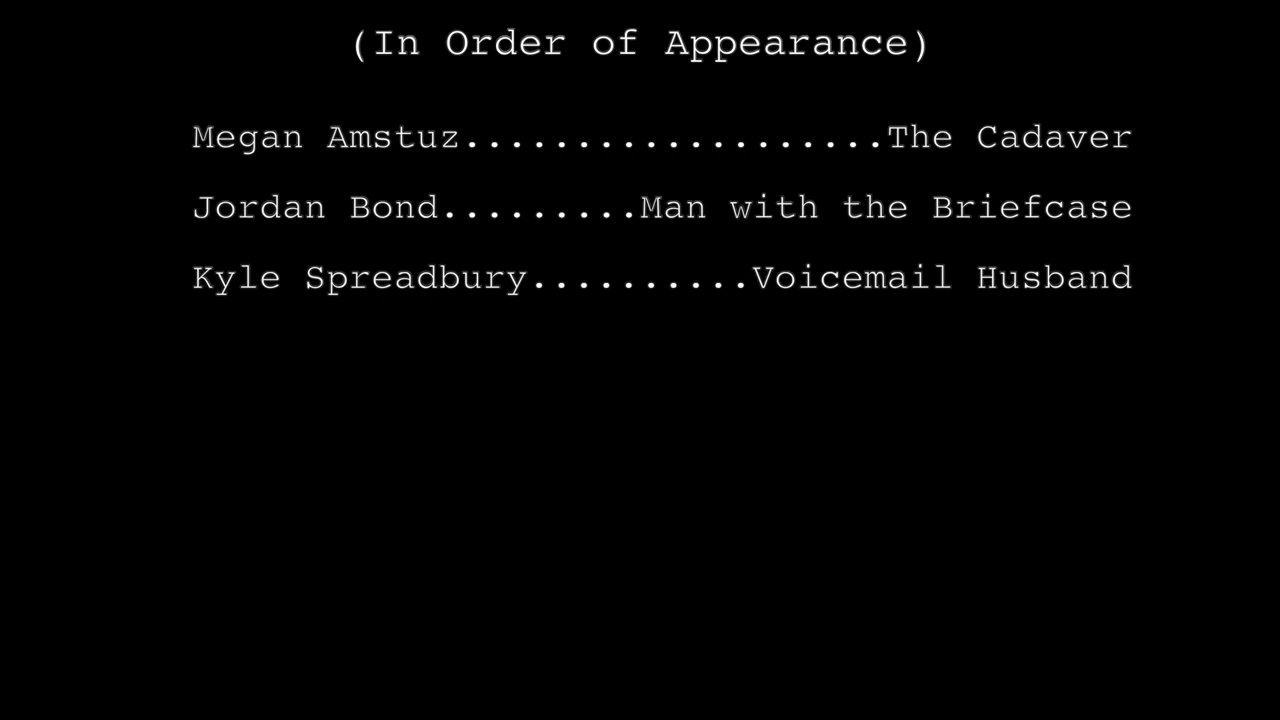 (In Order of Appearance)
Megan Amstuz...................The Cadaver
Jordan Bond.........Man with the Briefcase
Kyle Spreadbury..........Voicemail Husband